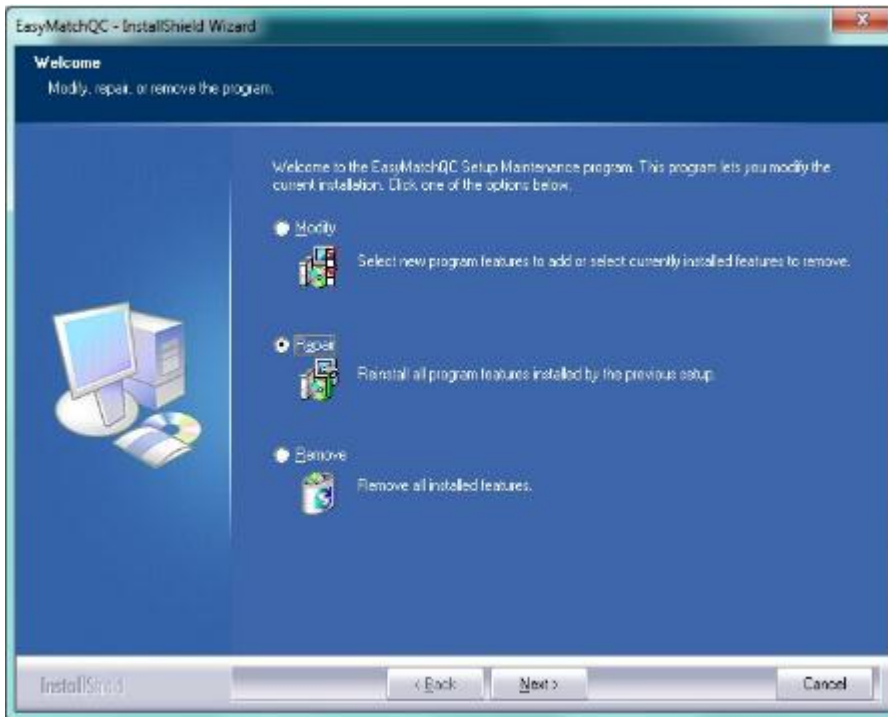 EasyMatchQC - InstallShield Wizard
Welcome
Modify, repair, or remove the program.
Welcome to the EasyMatchQC Setup Maintenance program. This program lets you modify the
current installation. Click one of the options below.
Modify
Select new program features to add or select currently installed features to remove.
Repair
Reinstall all program features installed by the previous setup.
Remove
Remove all installed features.
InstallShield
< Back
Next >
Cancel